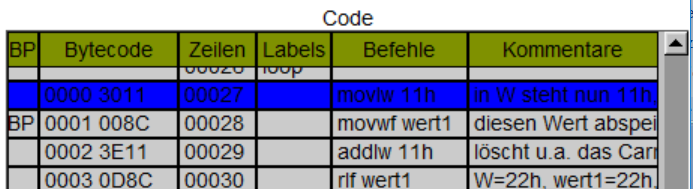 Code
BP Bytecode Zeilen Labels Befehle Kommentare
00026 loop
0000 3011 00027 movlw 11h in W steht nun 11h,
BP 0001 008C 00028 movwf wert1 diesen Wert abspei
0002 3E11 00029 addlw 11h löscht u.a. das Carr
0003 0D8C 00030 rlf wert1 W=22h, wert1=22h,